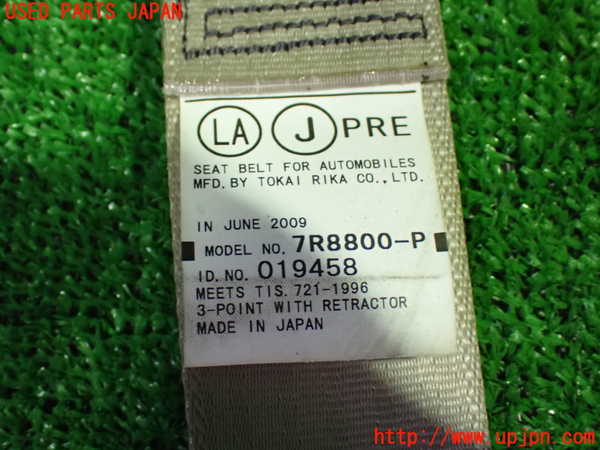 USED PARTS JAPAN
LA J PRE
SEAT BELT FOR AUTOMOBILES
MFD. BY TOKAI RIKA CO., LTD.
IN JUNE 2009
MODEL NO. 7R8800-P
ID. NO. 019458
MEETS TIS. 721-1996
3-POINT WITH RETRACTOR
MADE IN JAPAN
http://www.upjpn.com